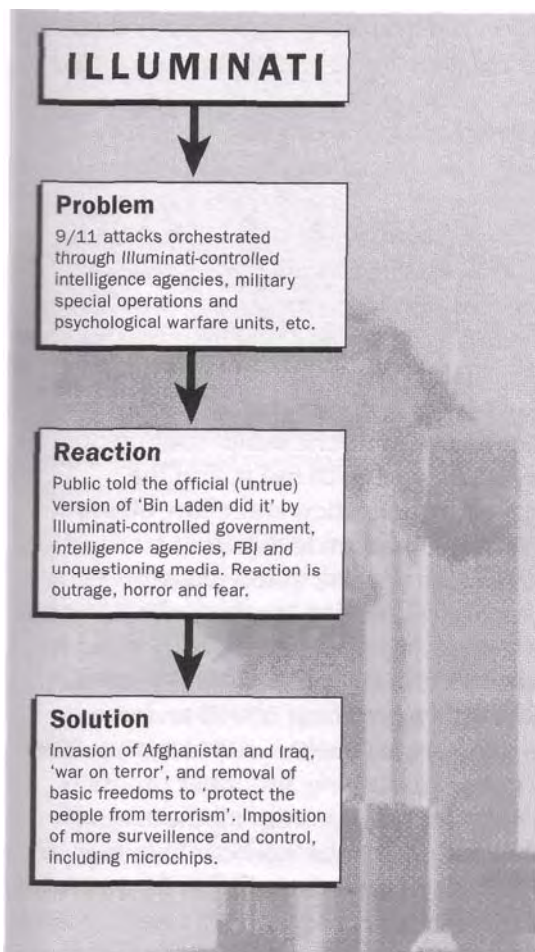 ILLUMINATI
Problem
9/11 attacks orchestrated
through Illuminati-controlled
intelligence agencies, military
special operations and
psychological warfare units, etc.
Reaction
Public told the official (untrue)
version of ‘Bin Laden did it’ by
Illuminati-controlled government,
intelligence agencies, FBI and
unquestioning media. Reaction is
outrage, horror and fear.
Solution
Invasion of Afghanistan and Iraq,
‘war on terror’, and removal of
basic freedoms to ‘protect the
people from terrorism’. Imposition
of more surveillence and control,
including microchips.